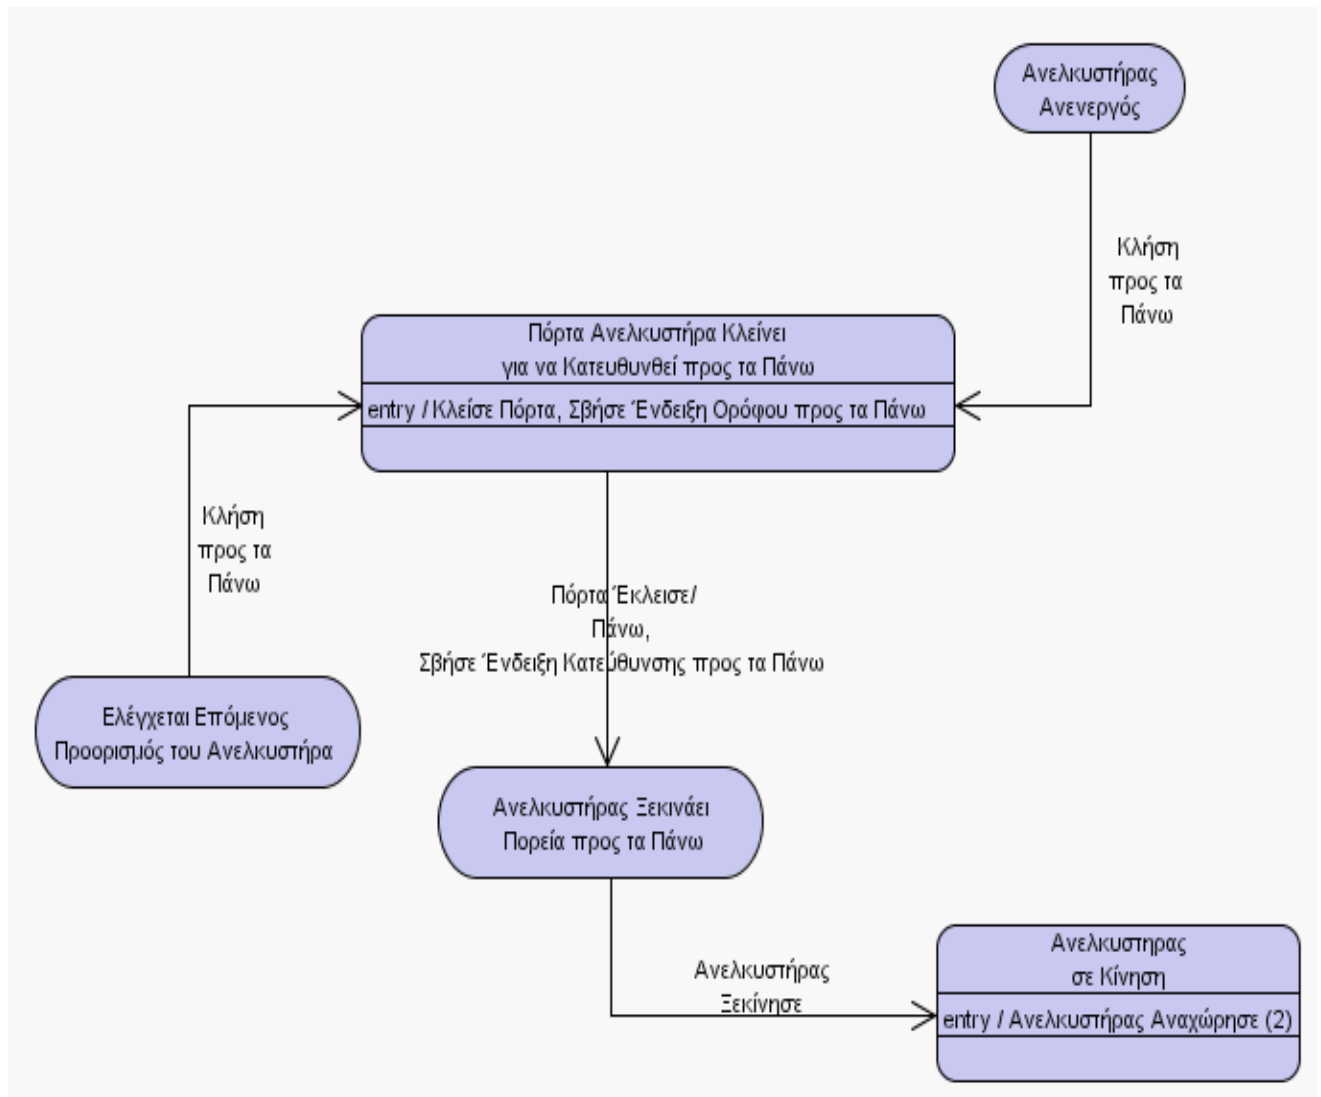 Ανελκυστήρας
Ανενεργός
Κλήση
προς τα
Πάνω
Πόρτα Ανελκυστήρα Κλείνει
για να Κατευθυνθεί προς τα Πάνω
entry / Κλείσε Πόρτα, Σβήσε Ένδειξη Ορόφου προς τα Πάνω
Κλήση
προς τα
Πάνω
Πόρτα Έκλεισε/
Πάνω,
Σβήσε Ένδειξη Κατεύθυνσης προς τα Πάνω
Ελέγχεται Επόμενος
Προορισμός του Ανελκυστήρα
Ανελκυστήρας Ξεκινάει
Πορεία προς τα Πάνω
Ανελκυστήρας
Ξεκίνησε
Ανελκυστηρας
σε Κίνηση
entry / Ανελκυστήρας Αναχώρησε (2)